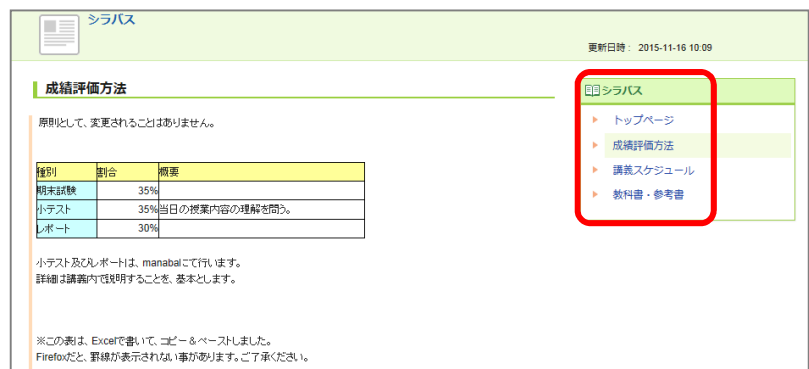 シラバス
更新日時： 2015-11-16 10:09
成績評価方法
原則として、変更されることはありません。
種別 割合 概要
期末試験 35%
小テスト 35% 当日の授業内容の理解を問う。
レポート 30%
小テスト及びレポートは、manabaにて行います。
詳細は講義内で説明することを、基本とします。
※この表は、Excelで書いて、コピー＆ペーストしました。
Firefoxだと、罫線が表示されない事があります。ご了承ください。
シラバス
トップページ
成績評価方法
講義スケジュール
教科書・参考書